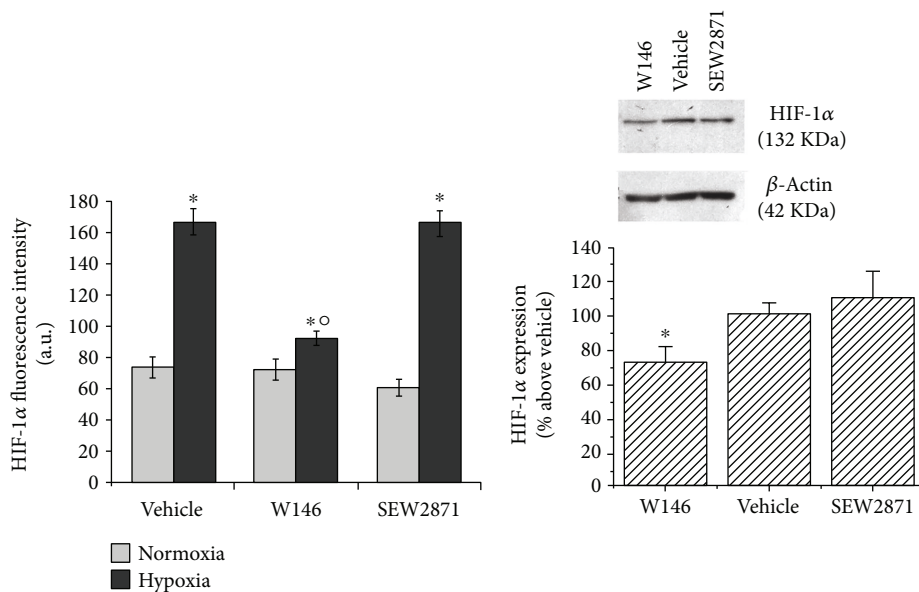 HIF-1α fluorescence intensity
(a.u.)
180
160
140
120
100
80
60
40
20
0
*
*○
*
Vehicle
W146
SEW2871
Normoxia
Hypoxia
W146
Vehicle
SEW2871
HIF-1α
(132 KDa)
β-Actin
(42 KDa)
HIF-1α expression
(% above vehicle)
140
120
100
80
60
40
20
0
*
W146
Vehicle
SEW2871